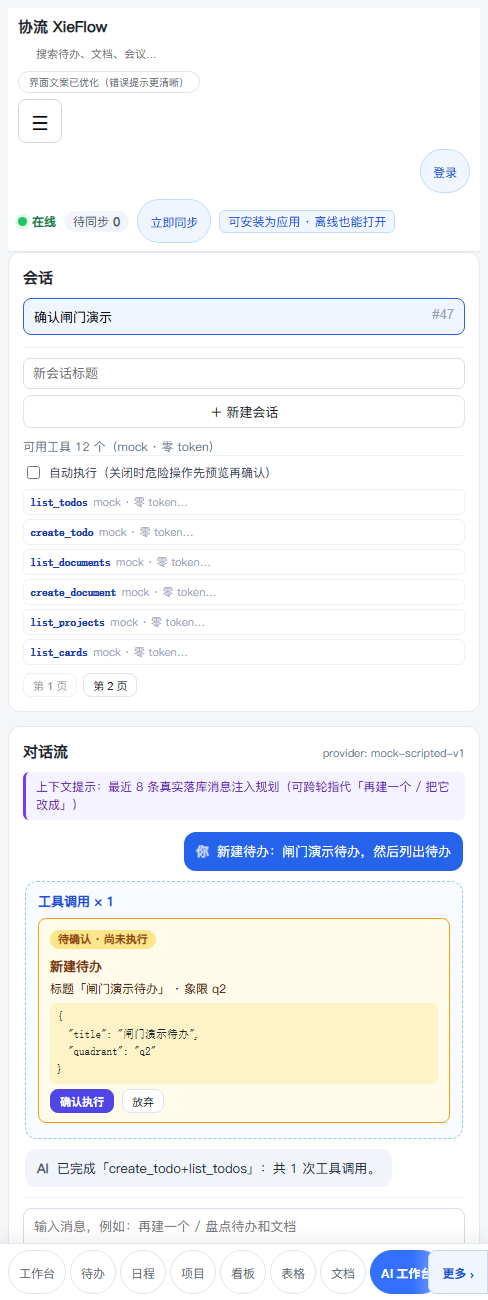 协流 XieFlow
搜索待办、文档、会议…
界面文案已优化（错误提示更清晰）
☰
登录
在线 待同步 0 立即同步 可安装为应用 · 离线也能打开
会话
确认闸门演示 #47
新会话标题
＋ 新建会话
可用工具 12 个（mock · 零 token）
自动执行（关闭时危险操作先预览再确认）
list_todos mock · 零 token…
create_todo mock · 零 token…
list_documents mock · 零 token…
create_document mock · 零 token…
list_projects mock · 零 token…
list_cards mock · 零 token…
第 1 页 第 2 页
对话流 provider: mock-scripted-v1
上下文提示：最近 8 条真实落库消息注入规划（可跨轮指代「再建一个 / 把它
改成」）
你 新建待办：闸门演示待办，然后列出待办
工具调用 × 1
待确认 · 尚未执行
新建待办
标题「闸门演示待办」 · 象限 q2
{
"title": "闸门演示待办",
"quadrant": "q2"
}
确认执行 放弃
AI 已完成「create_todo+list_todos」：共 1 次工具调用。
输入消息，例如：再建一个 / 盘点待办和文档
工作台 待办 日程 项目 看板 表格 文档 AI 工作台 更多 ›